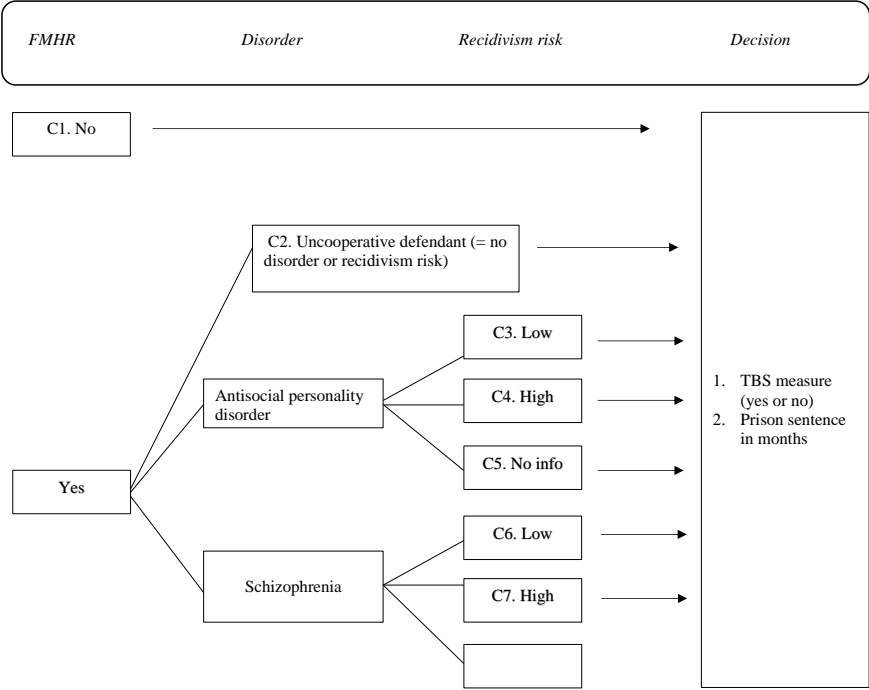 FMHR Disorder Recidivism risk Decision
C1. No
C2. Uncooperative defendant (= no
disorder or recidivism risk)
C3. Low
Antisocial personality
disorder
C4. High
C5. No info
Yes
C6. Low
Schizophrenia
C7. High
1. TBS measure
(yes or no)
2. Prison sentence
in months